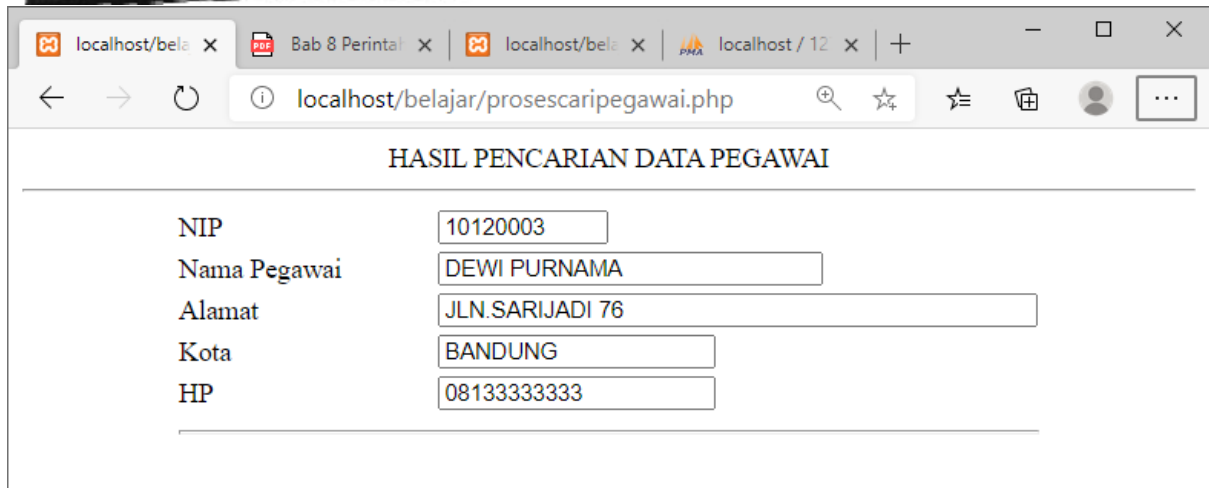 localhost/bela
Bab 8 Perintah
localhost/bela
PMA
localhost / 12
localhost/belajar/prosescaripegawai.php
HASIL PENCARIAN DATA PEGAWAI
NIP 10120003
Nama Pegawai DEWI PURNAMA
Alamat JLN.SARIJADI 76
Kota BANDUNG
HP 08133333333